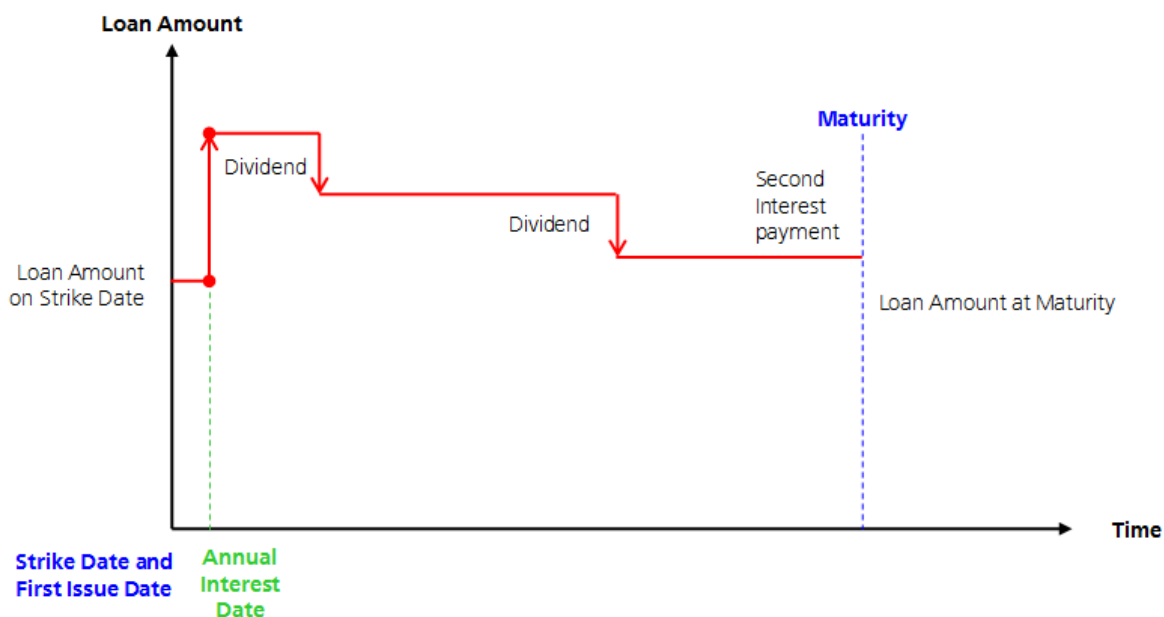 Loan Amount
Maturity
Dividend
Second
Interest
payment
Dividend
Loan Amount
on Strike Date
Loan Amount at Maturity
Time
Strike Date and
First Issue Date
Annual
Interest
Date